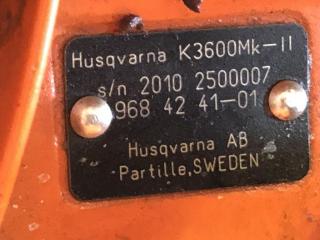 Husqvarna K3600Mk-II
s/n 2010 2500007
968 42 41-01
Husqvarna AB
Partille,SWEDEN